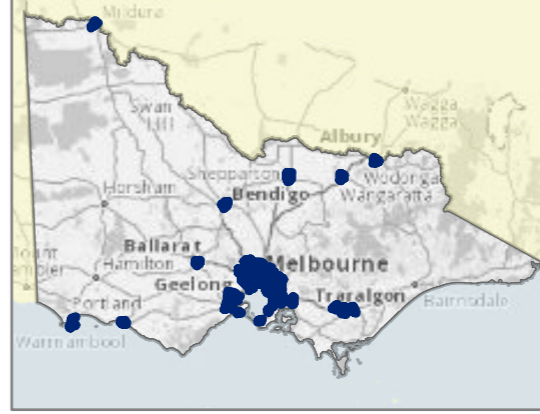 Mildura
Swan
Hill
Wagga
Wagga
Albury
Shepparton
Wodonga
Horsham
Bendigo
Wangaratta
Ballarat
Hamilton
Melbourne
Geelong
Portland
Traralgon
Bairnsdale
Warrnambool